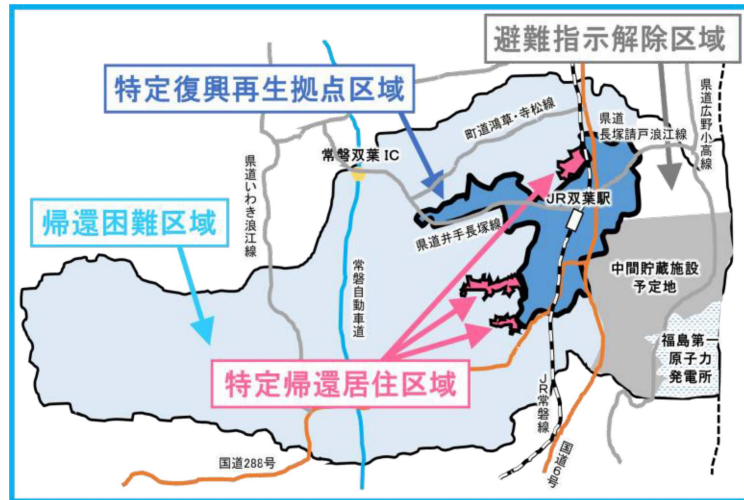 避難指示解除区域
特定復興再生拠点区域
町道鴻草・寺松線
県道
長塚請戸浪江線
県道広野小高線
常磐双葉IC
県道いわき浪江線
JR双葉駅
帰還困難区域
県道井手長塚線
中間貯蔵施設
予定地
常磐自動車道
福島第一
原子力
発電所
特定帰還居住区域
JR常磐線
国道6号
国道288号